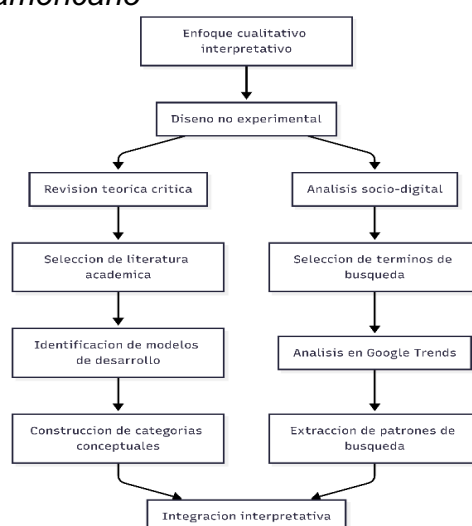 americano
Enfoque cualitativo
interpretativo
Diseno no experimental
Revision teorica critica
Analisis socio-digital
Seleccion de literatura
academica
Seleccion de terminos de
busqueda
Identificacion de modelos
de desarrollo
Analisis en Google Trends
Construccion de categorias
conceptuales
Extraccion de patrones de
busqueda
Integracion interpretativa